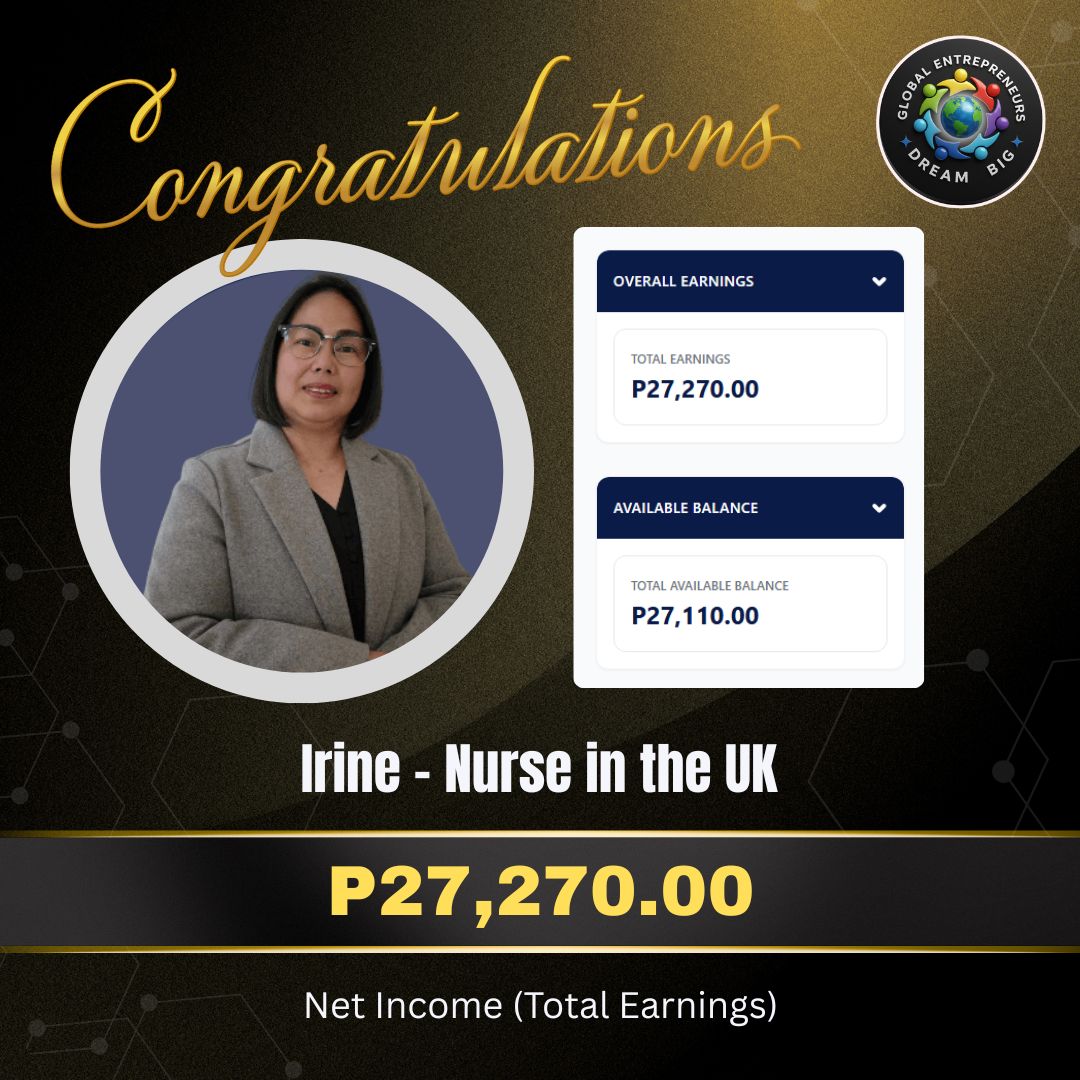 Congratulations
GLOBAL ENTREPRENEURS
DREAM BIG
OVERALL EARNINGS
TOTAL EARNINGS
P27,270.00
AVAILABLE BALANCE
TOTAL AVAILABLE BALANCE
P27,110.00
Irine - Nurse in the UK
P27,270.00
Net Income (Total Earnings)